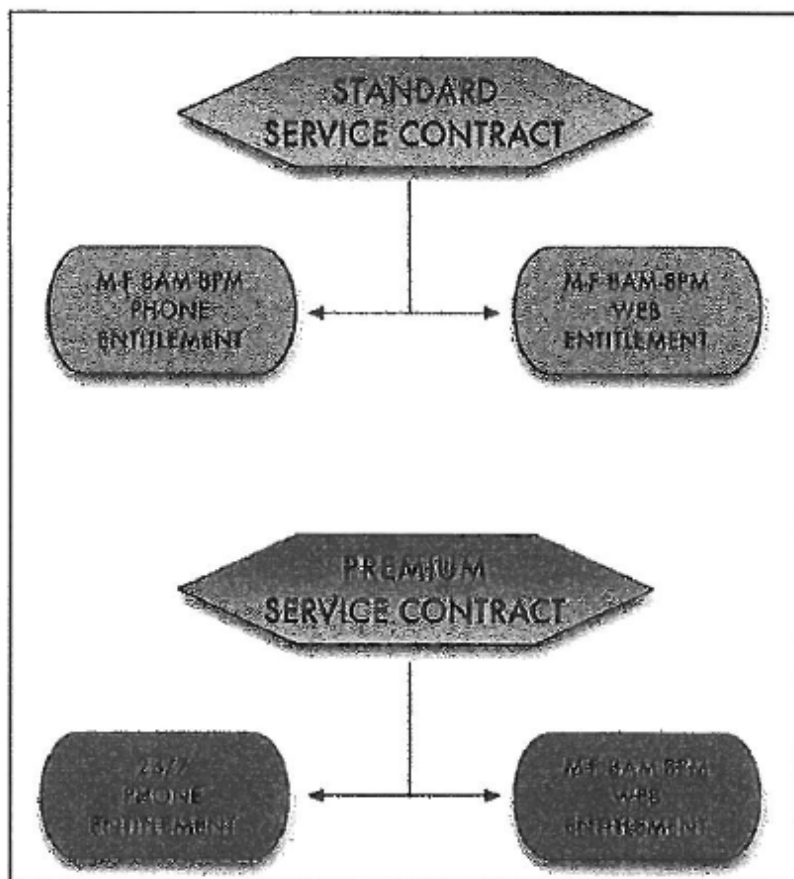 STANDARD
SERVICE CONTRACT
M-F 8AM-8PM
PHONE
ENTITLEMENT
M-F 8AM-8PM
WEB
ENTITLEMENT
PREMIUM
SERVICE CONTRACT
24/7
PHONE
ENTITLEMENT
M-F 8AM-8PM
WEB
ENTITLEMENT